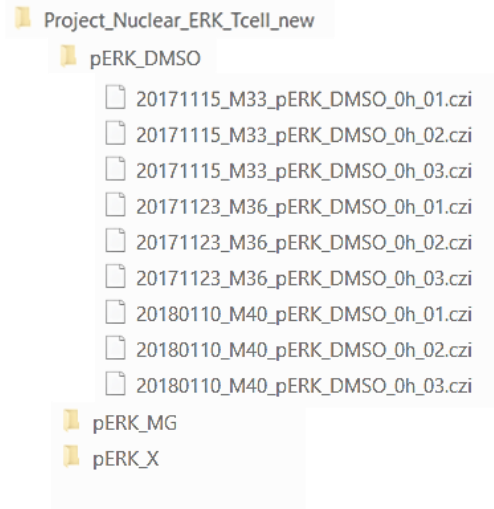 Project_Nuclear_ERK_Tcell_new
pERK_DMSO
20171115_M33_pERK_DMSO_0h_01.czi
20171115_M33_pERK_DMSO_0h_02.czi
20171115_M33_pERK_DMSO_0h_03.czi
20171123_M36_pERK_DMSO_0h_01.czi
20171123_M36_pERK_DMSO_0h_02.czi
20171123_M36_pERK_DMSO_0h_03.czi
20180110_M40_pERK_DMSO_0h_01.czi
20180110_M40_pERK_DMSO_0h_02.czi
20180110_M40_pERK_DMSO_0h_03.czi
pERK_MG
pERK_X